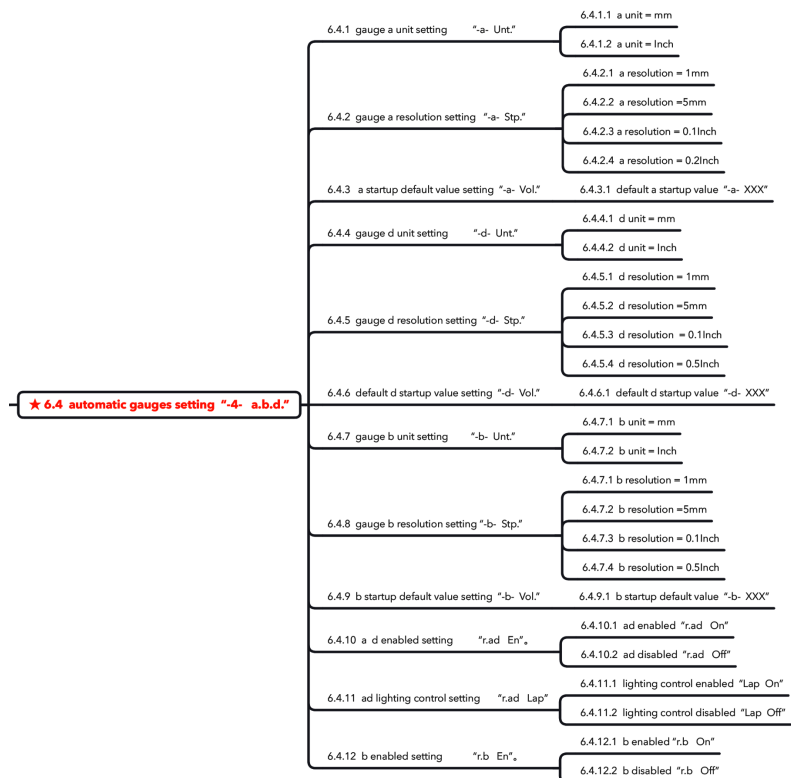 6.4.1 gauge a unit setting "-a- Unt."
6.4.1.1 a unit = mm
6.4.1.2 a unit = Inch
6.4.2 gauge a resolution setting "-a- Stp."
6.4.2.1 a resolution = 1mm
6.4.2.2 a resolution =5mm
6.4.2.3 a resolution = 0.1Inch
6.4.2.4 a resolution = 0.2Inch
6.4.3 a startup default value setting "-a- Vol."
6.4.3.1 default a startup value "-a- XXX"
6.4.4 gauge d unit setting "-d- Unt."
6.4.4.1 d unit = mm
6.4.4.2 d unit = Inch
6.4.5 gauge d resolution setting "-d- Stp."
6.4.5.1 d resolution = 1mm
6.4.5.2 d resolution =5mm
6.4.5.3 d resolution = 0.1Inch
6.4.5.4 d resolution = 0.5Inch
★ 6.4 automatic gauges setting "-4- a.b.d."
6.4.6 default d startup value setting "-d- Vol."
6.4.6.1 default d startup value "-d- XXX"
6.4.7 gauge b unit setting "-b- Unt."
6.4.7.1 b unit = mm
6.4.7.2 b unit = Inch
6.4.8 gauge b resolution setting "-b- Stp."
6.4.7.1 b resolution = 1mm
6.4.7.2 b resolution =5mm
6.4.7.3 b resolution = 0.1Inch
6.4.7.4 b resolution = 0.5Inch
6.4.9 b startup default value setting "-b- Vol."
6.4.9.1 b startup default value "-b- XXX"
6.4.10 a d enabled setting "r.ad En"。
6.4.10.1 ad enabled "r.ad On"
6.4.10.2 ad disabled "r.ad Off"
6.4.11 ad lighting control setting "r.ad Lap"
6.4.11.1 lighting control enabled "Lap On"
6.4.11.2 lighting control disabled "Lap Off"
6.4.12 b enabled setting "r.b En"。
6.4.12.1 b enabled "r.b On"
6.4.12.2 b disabled "r.b Off"